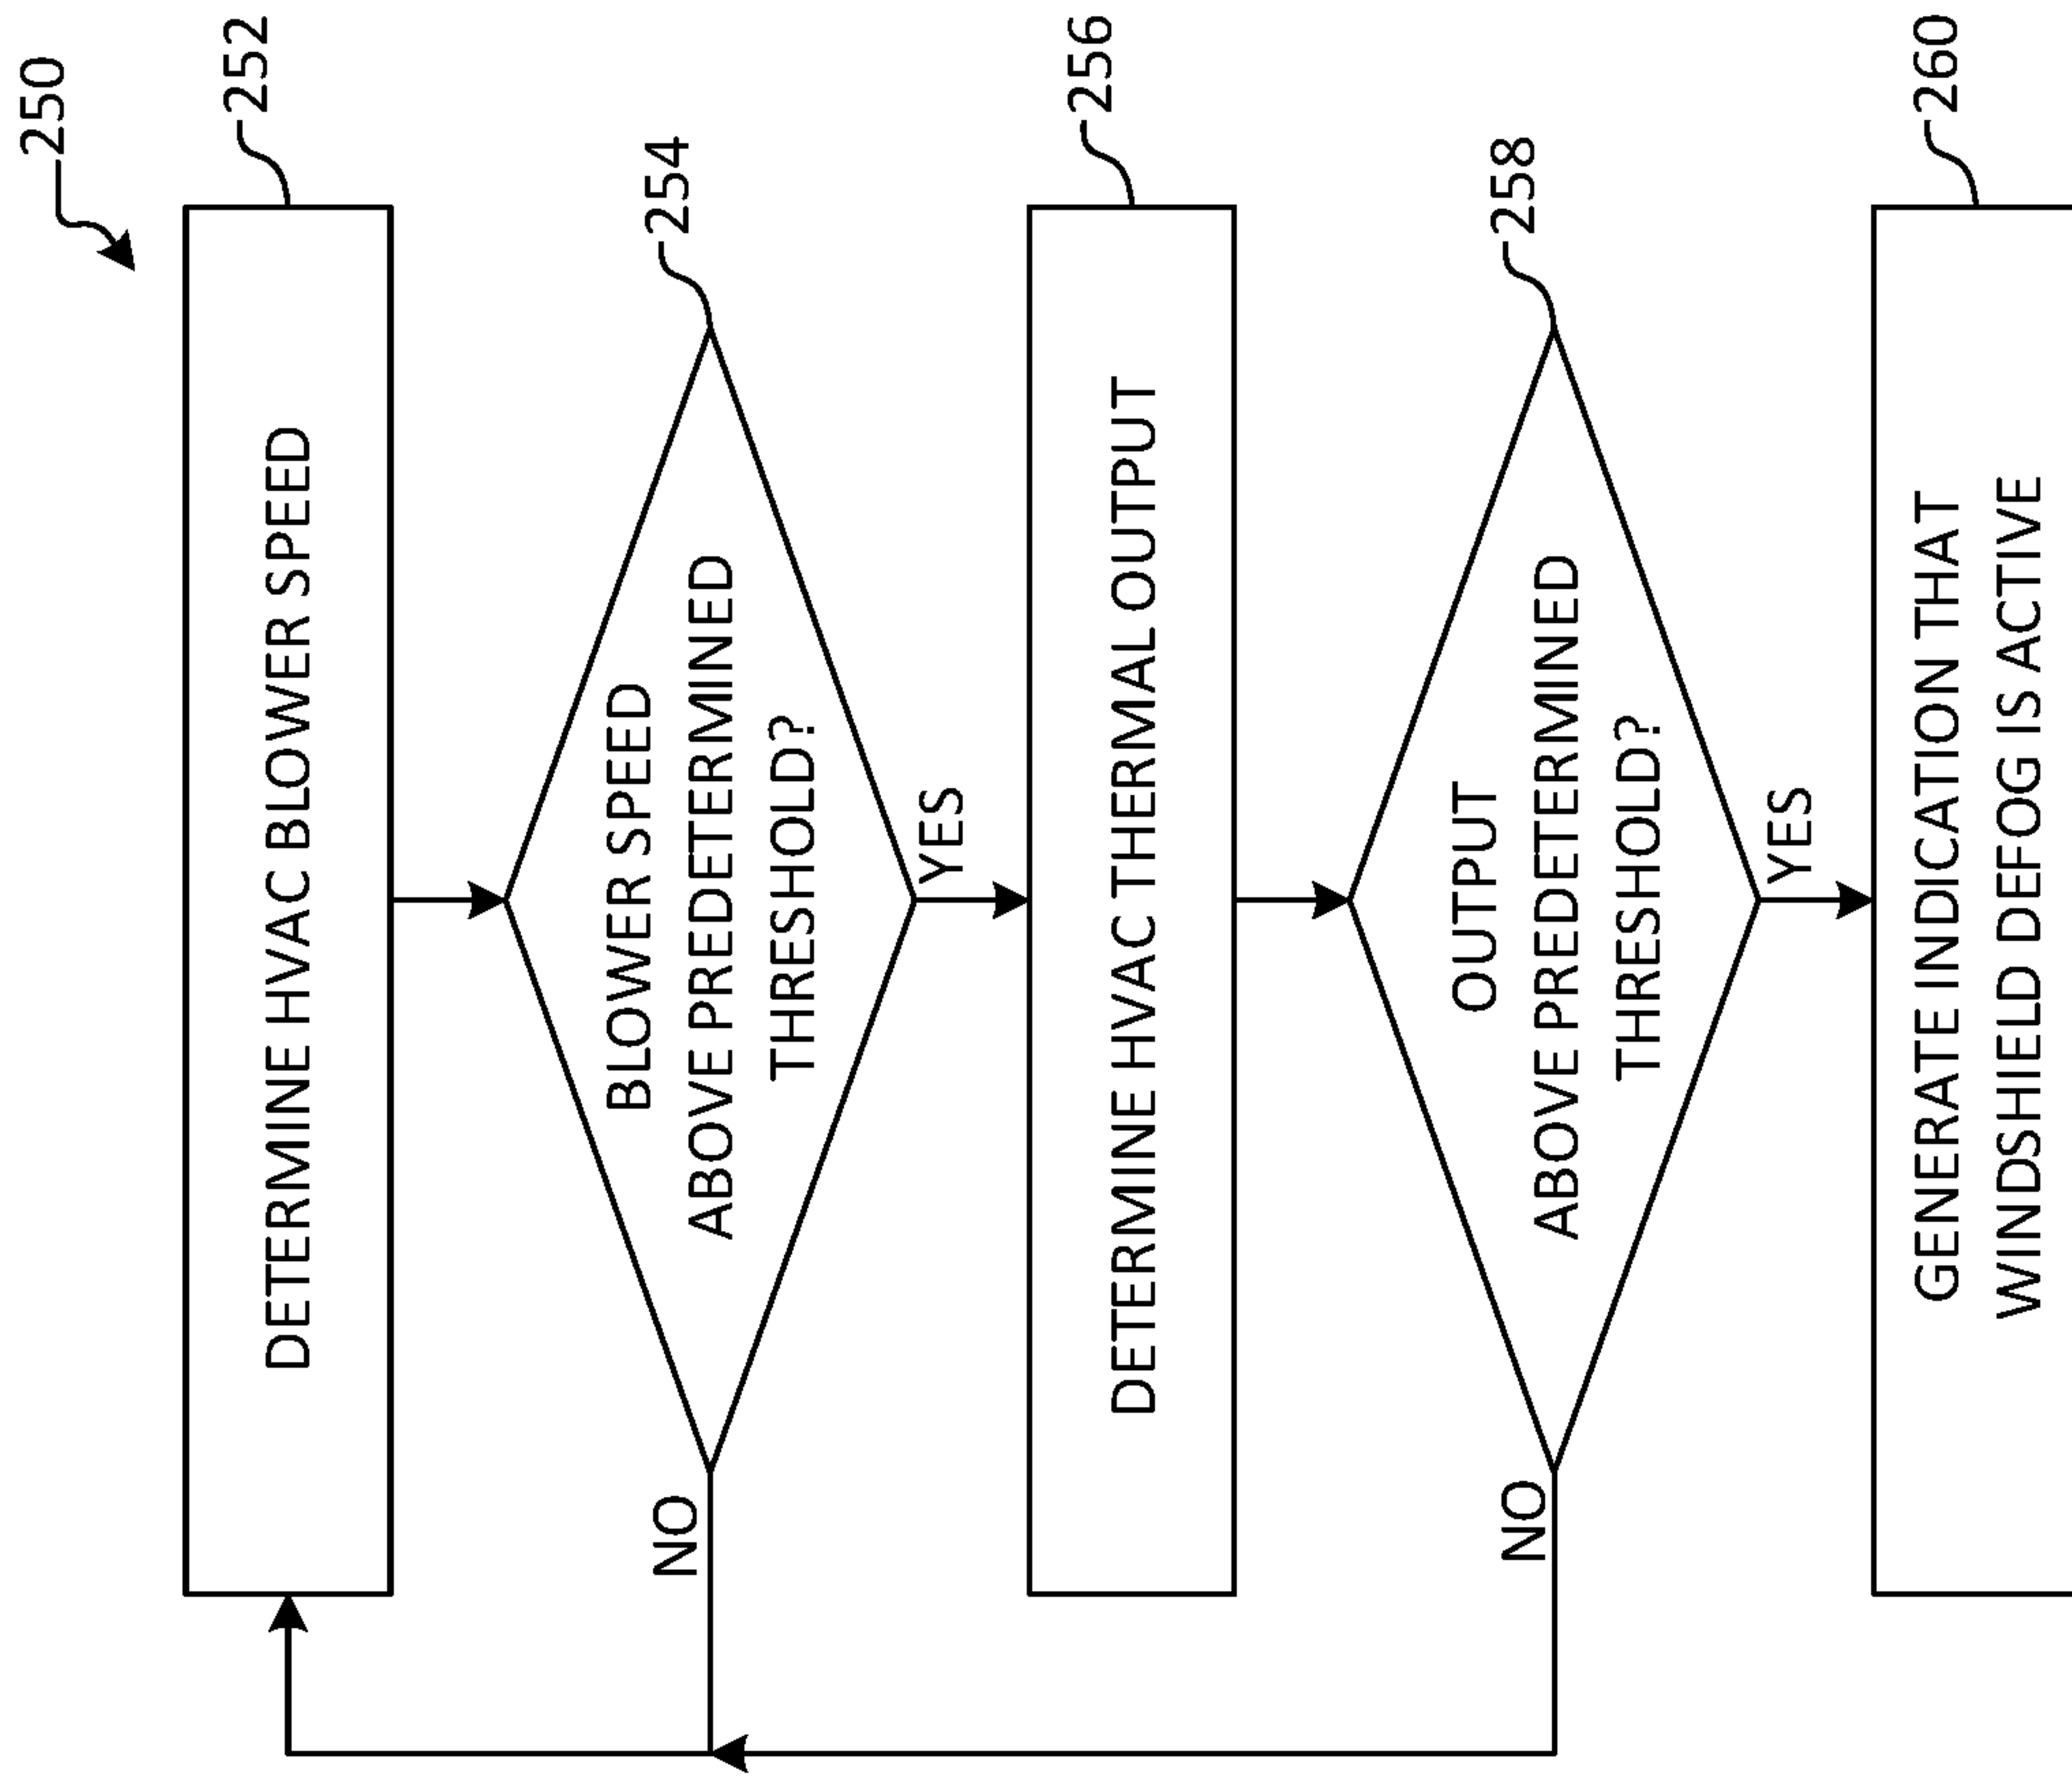 250
DETERMINE HVAC BLOWER SPEED
252
BLOWER SPEED
ABOVE PREDETERMINED
THRESHOLD?
254
NO
YES
DETERMINE HVAC THERMAL OUTPUT
256
OUTPUT
ABOVE PREDETERMINED
THRESHOLD?
258
NO
YES
GENERATE INDICATION THAT
WINDSHIELD DEFOG IS ACTIVE
260